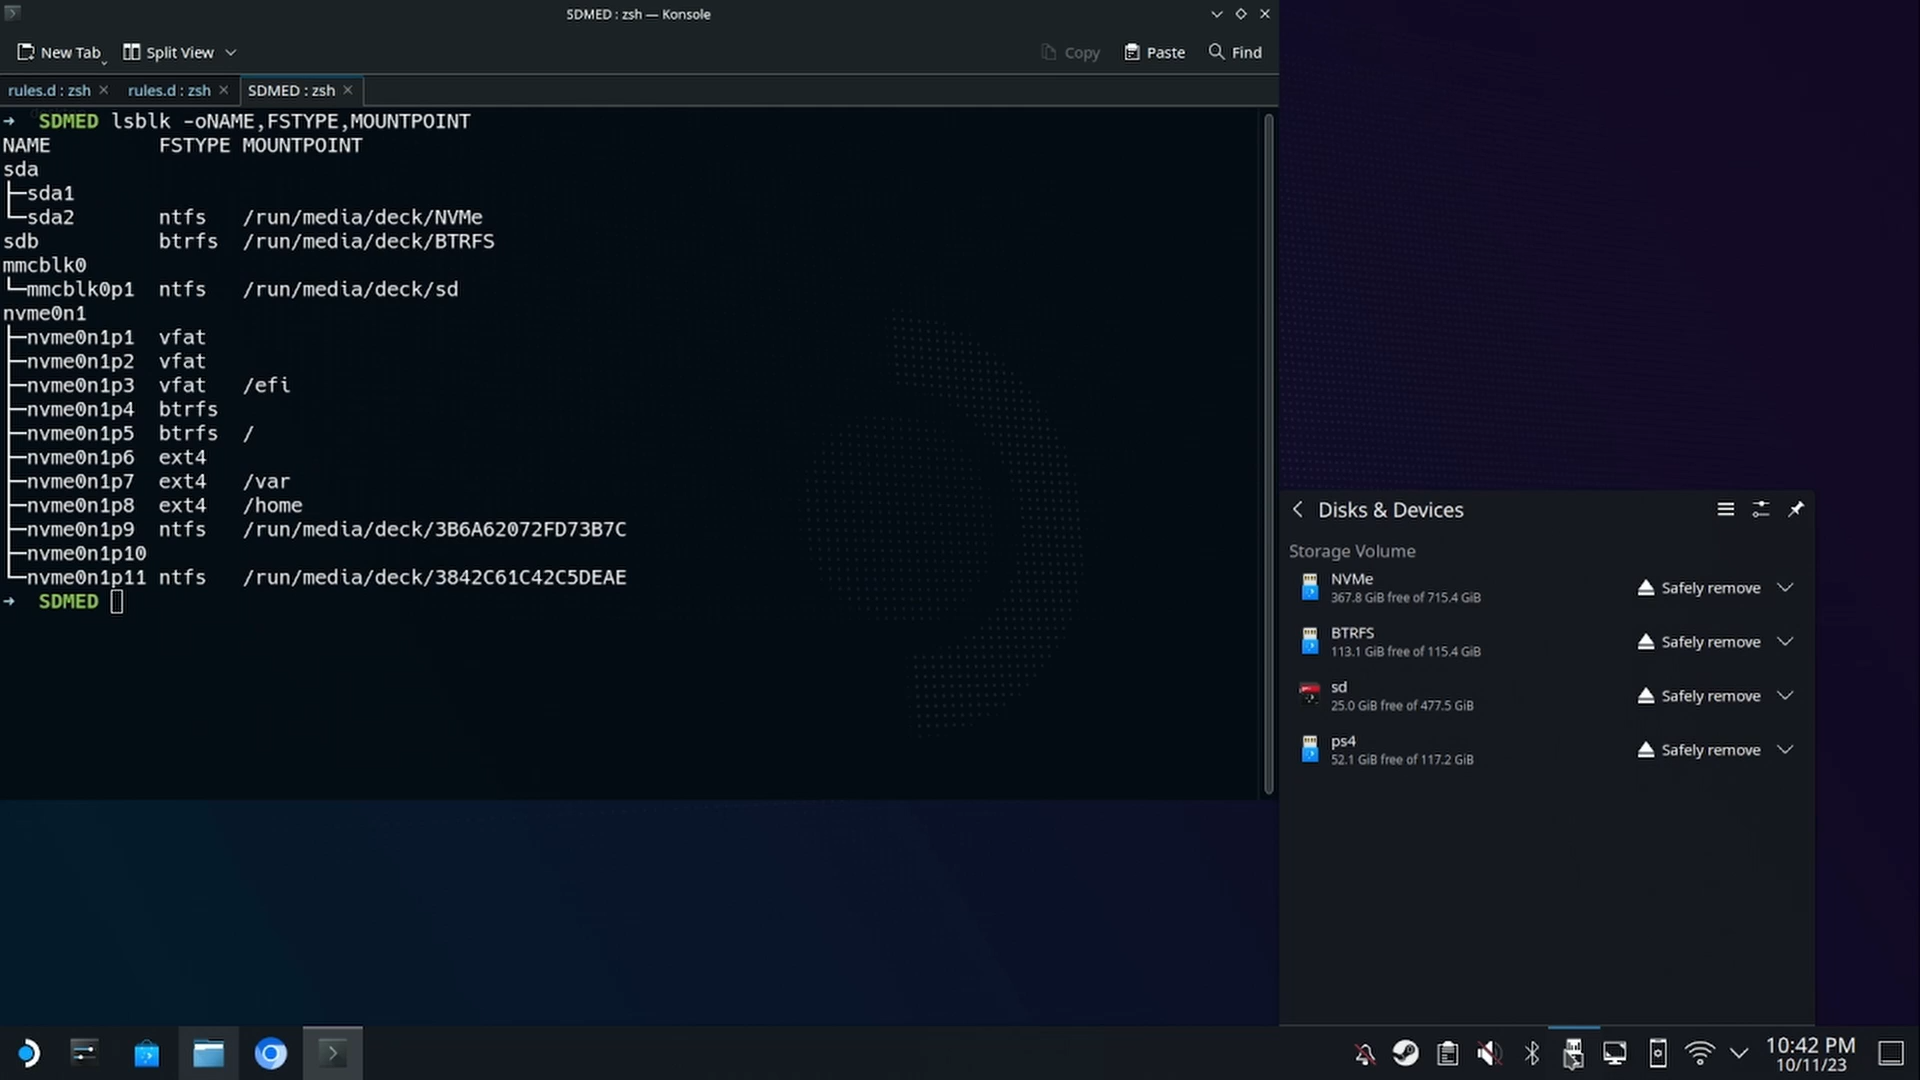 SDMED : zsh — Konsole
New Tab
Split View
Copy
Paste
Find
rules.d : zsh
rules.d : zsh
SDMED : zsh
➜ SDMED lsblk -oNAME,FSTYPE,MOUNTPOINT
NAME FSTYPE MOUNTPOINT
sda
├─sda1
└─sda2 ntfs /run/media/deck/NVMe
sdb btrfs /run/media/deck/BTRFS
mmcblk0
└─mmcblk0p1 ntfs /run/media/deck/sd
nvme0n1
├─nvme0n1p1 vfat
├─nvme0n1p2 vfat
├─nvme0n1p3 vfat /efi
├─nvme0n1p4 btrfs
├─nvme0n1p5 btrfs /
├─nvme0n1p6 ext4
├─nvme0n1p7 ext4 /var
├─nvme0n1p8 ext4 /home
├─nvme0n1p9 ntfs /run/media/deck/3B6A62072FD73B7C
├─nvme0n1p10
└─nvme0n1p11 ntfs /run/media/deck/3842C61C42C5DEAE
➜ SDMED
Disks & Devices
Storage Volume
NVMe
367.8 GiB free of 715.4 GiB
Safely remove
BTRFS
113.1 GiB free of 115.4 GiB
Safely remove
sd
25.0 GiB free of 477.5 GiB
Safely remove
ps4
52.1 GiB free of 117.2 GiB
Safely remove
10:42 PM
10/11/23